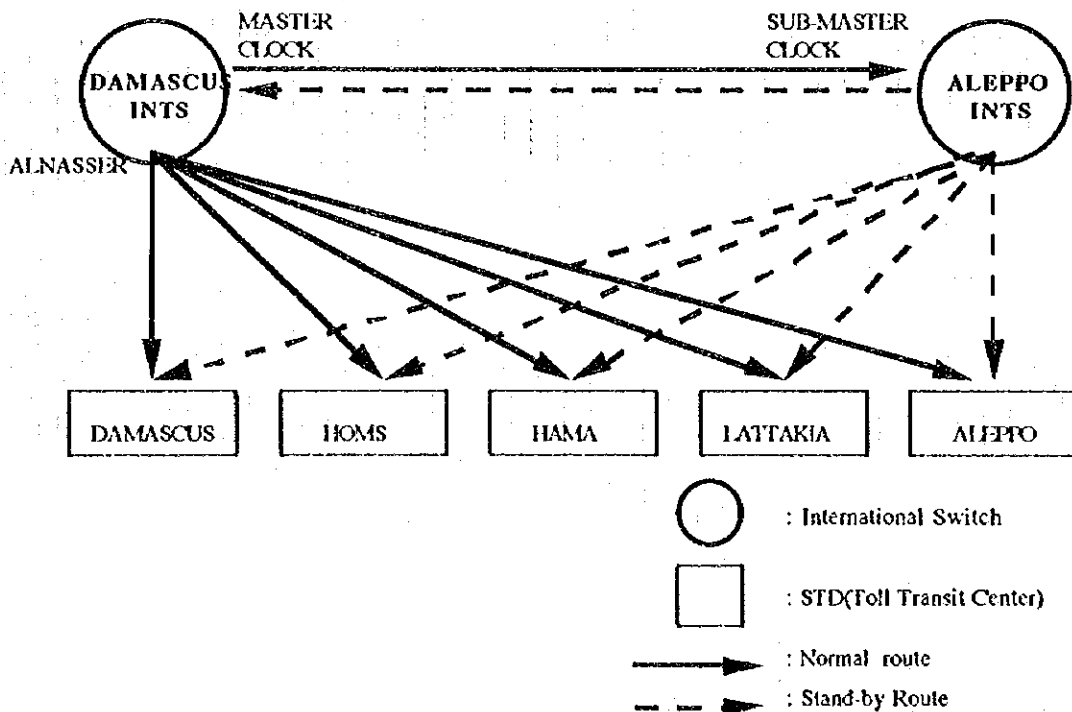 MASTER
CLOCK
SUB-MASTER
CLOCK
DAMASCUS
INTS
ALEPPO
INTS
ALNASSER
DAMASCUS
HOMS
HAMA
LATTAKIA
ALEPPO
: International Switch
: STD(Toll Transit Center)
: Normal route
: Stand-by Route